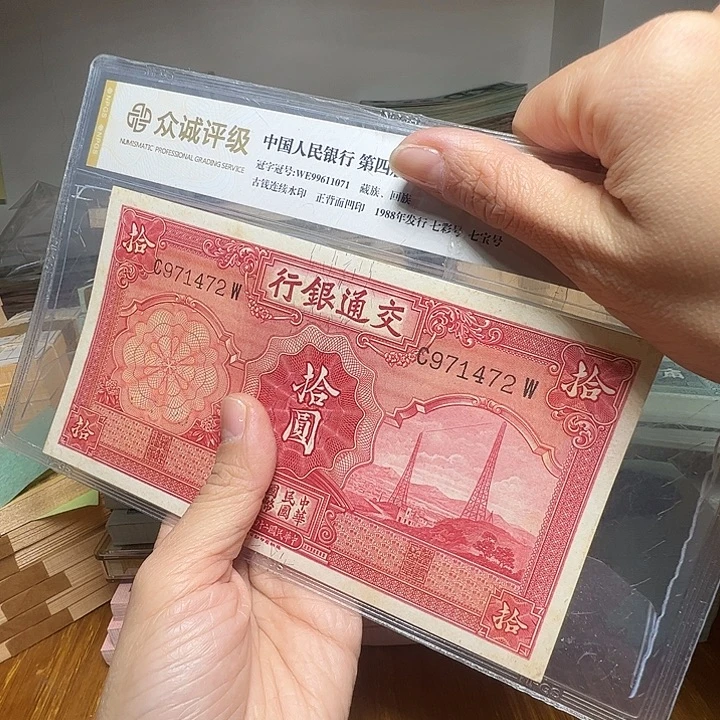 众诚评级
NUMISMATIC PROFESSIONAL GRADING SERVICE
中国人民银行 第四
冠字冠号:WE99611071 藏族、回族
古钱连续水印 正背面凹印 1988年发行 七彩号 七宝号
拾
C971472W
行銀通交
C971472W
拾
拾圓
拾
中華
民國
拾